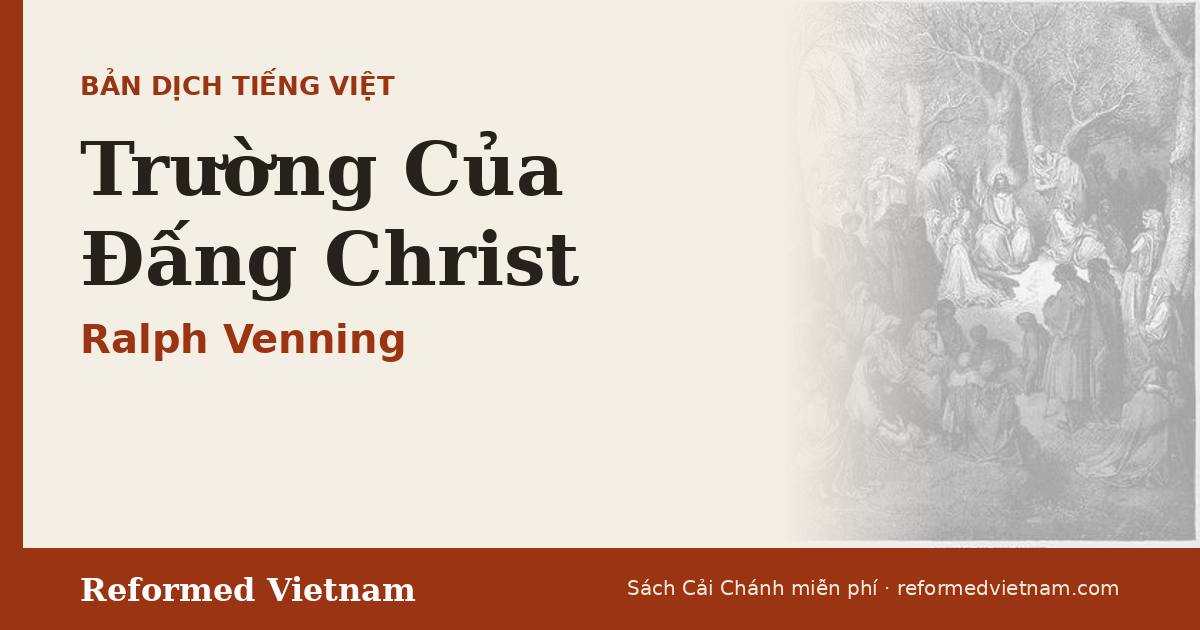 BẢN DỊCH TIẾNG VIỆT
Trường Của
Đấng Christ
Ralph Venning
Reformed Vietnam
Sách Cải Chánh miễn phí · reformedvietnam.com